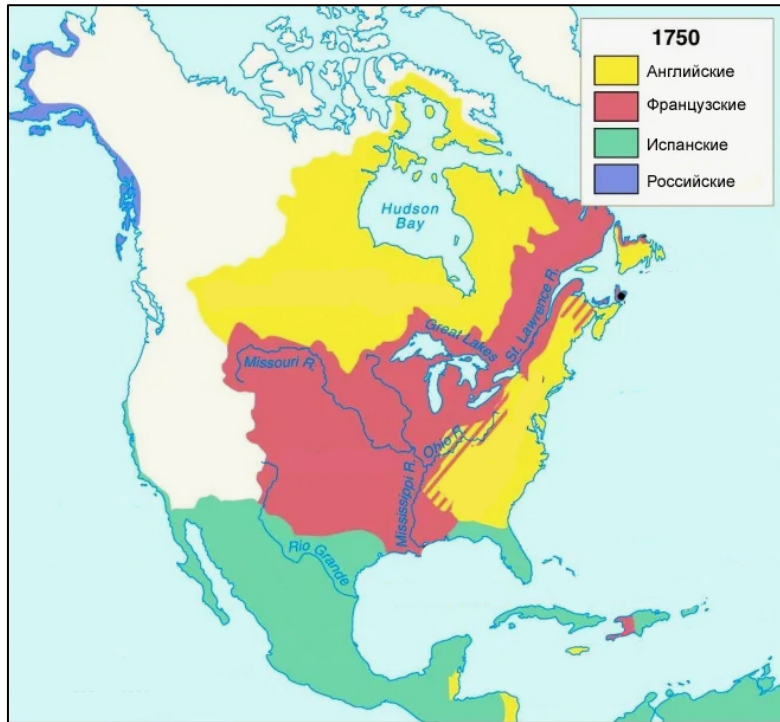 1750
Английские
Французские
Испанские
Российские
Hudson
Bay
St. Lawrence R.
Great Lakes
Missouri R.
Ohio R.
Mississippi R.
Rio Grande